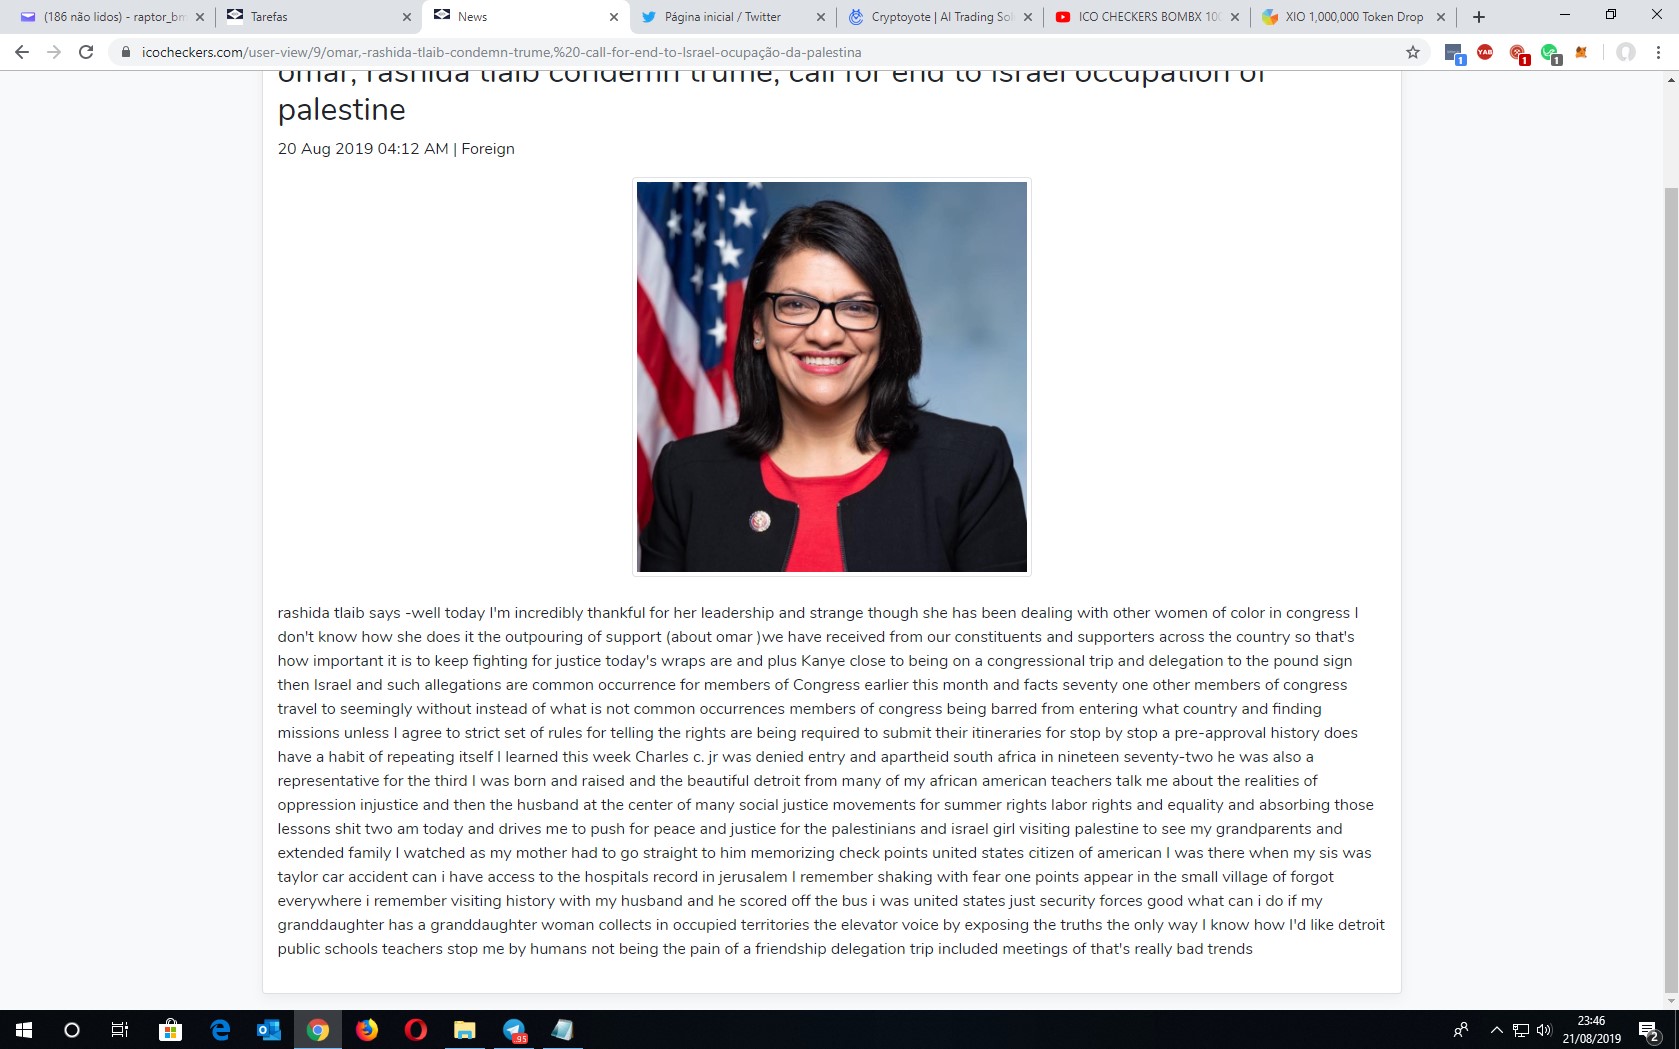 (186 não lidos) - raptor_bm
Tarefas
News
Página inicial / Twitter
Cryptoyote | AI Trading Sol
ICO CHECKERS BOMBX 100
XIO 1,000,000 Token Drop
icocheckers.com/user-view/9/omar,-rashida-tlaib-condemn-trume,%20-call-for-end-to-Israel-ocupação-da-palestina
YAB
1
1
1
omar, rashida tlaib condemn trume, call for end to Israel occupation of
palestine
20 Aug 2019 04:12 AM | Foreign
rashida tlaib says -well today I'm incredibly thankful for her leadership and strange though she has been dealing with other women of color in congress I
don't know how she does it the outpouring of support (about omar )we have received from our constituents and supporters across the country so that's
how important it is to keep fighting for justice today's wraps are and plus Kanye close to being on a congressional trip and delegation to the pound sign
then Israel and such allegations are common occurrence for members of Congress earlier this month and facts seventy one other members of congress
travel to seemingly without instead of what is not common occurrences members of congress being barred from entering what country and finding
missions unless I agree to strict set of rules for telling the rights are being required to submit their itineraries for stop by stop a pre-approval history does
have a habit of repeating itself I learned this week Charles c. jr was denied entry and apartheid south africa in nineteen seventy-two he was also a
representative for the third I was born and raised and the beautiful detroit from many of my african american teachers talk me about the realities of
oppression injustice and then the husband at the center of many social justice movements for summer rights labor rights and equality and absorbing those
lessons shit two am today and drives me to push for peace and justice for the palestinians and israel girl visiting palestine to see my grandparents and
extended family I watched as my mother had to go straight to him memorizing check points united states citizen of american I was there when my sis was
taylor car accident can i have access to the hospitals record in jerusalem I remember shaking with fear one points appear in the small village of forgot
everywhere i remember visiting history with my husband and he scored off the bus i was united states just security forces good what can i do if my
granddaughter has a granddaughter woman collects in occupied territories the elevator voice by exposing the truths the only way I know how I'd like detroit
public schools teachers stop me by humans not being the pain of a friendship delegation trip included meetings of that's really bad trends
95
23:46
21/08/2019
2